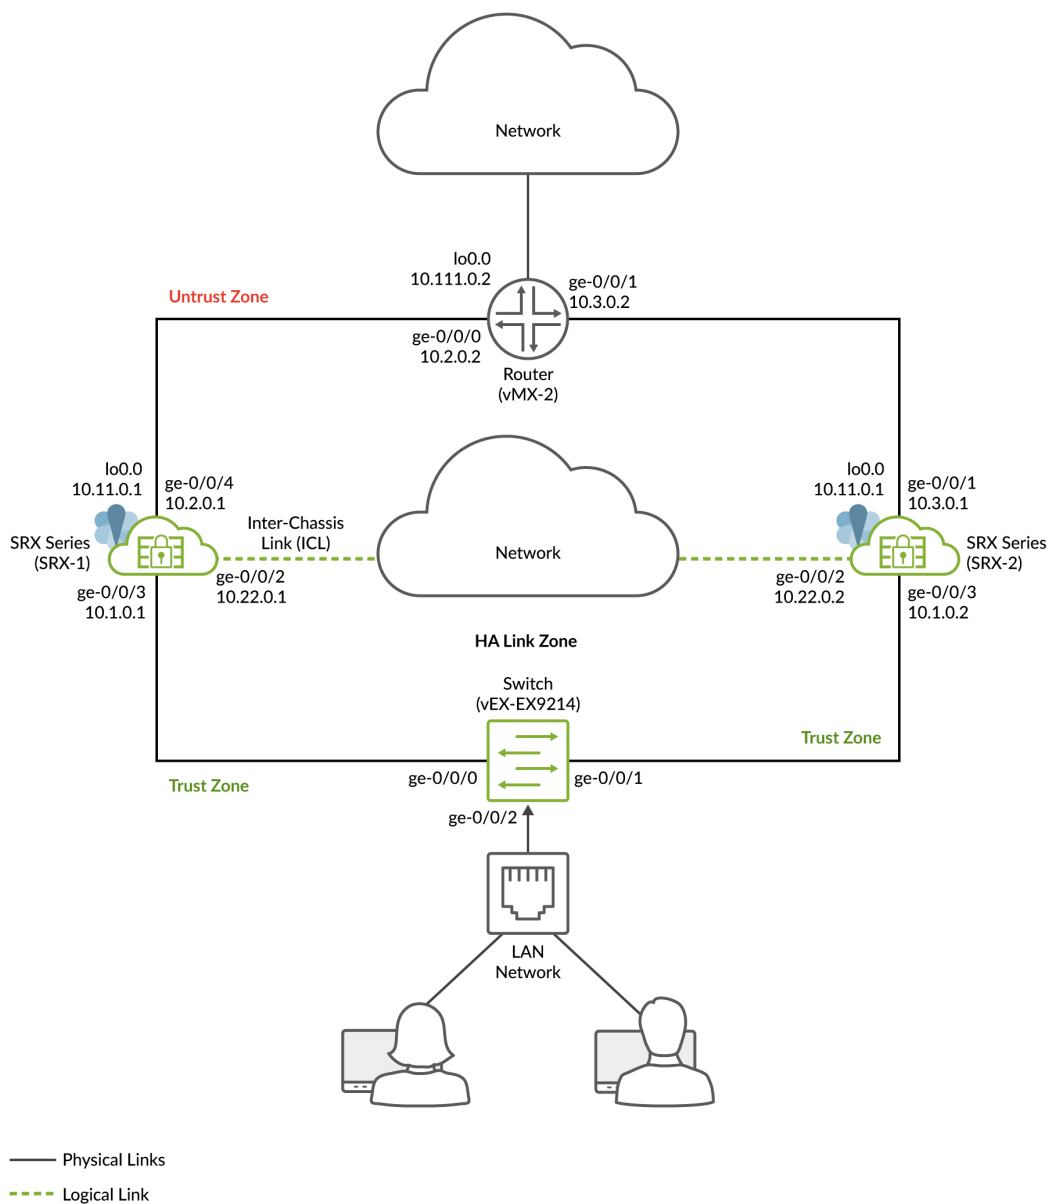 Network
lo0.0
10.111.0.2
ge-0/0/1
10.3.0.2
Untrust Zone
ge-0/0/0
10.2.0.2
Router
(vMX-2)
lo0.0
10.11.0.1
ge-0/0/4
10.2.0.1
Inter-Chassis
Link (ICL)
SRX Series
(SRX-1)
ge-0/0/2
10.22.0.1
ge-0/0/3
10.1.0.1
Network
lo0.0
10.11.0.1
ge-0/0/1
10.3.0.1
SRX Series
(SRX-2)
ge-0/0/2
10.22.0.2
ge-0/0/3
10.1.0.2
HA Link Zone
Switch
(vEX-EX9214)
Trust Zone
Trust Zone
ge-0/0/0
ge-0/0/1
ge-0/0/2
LAN
Network
Physical Links
Logical Link